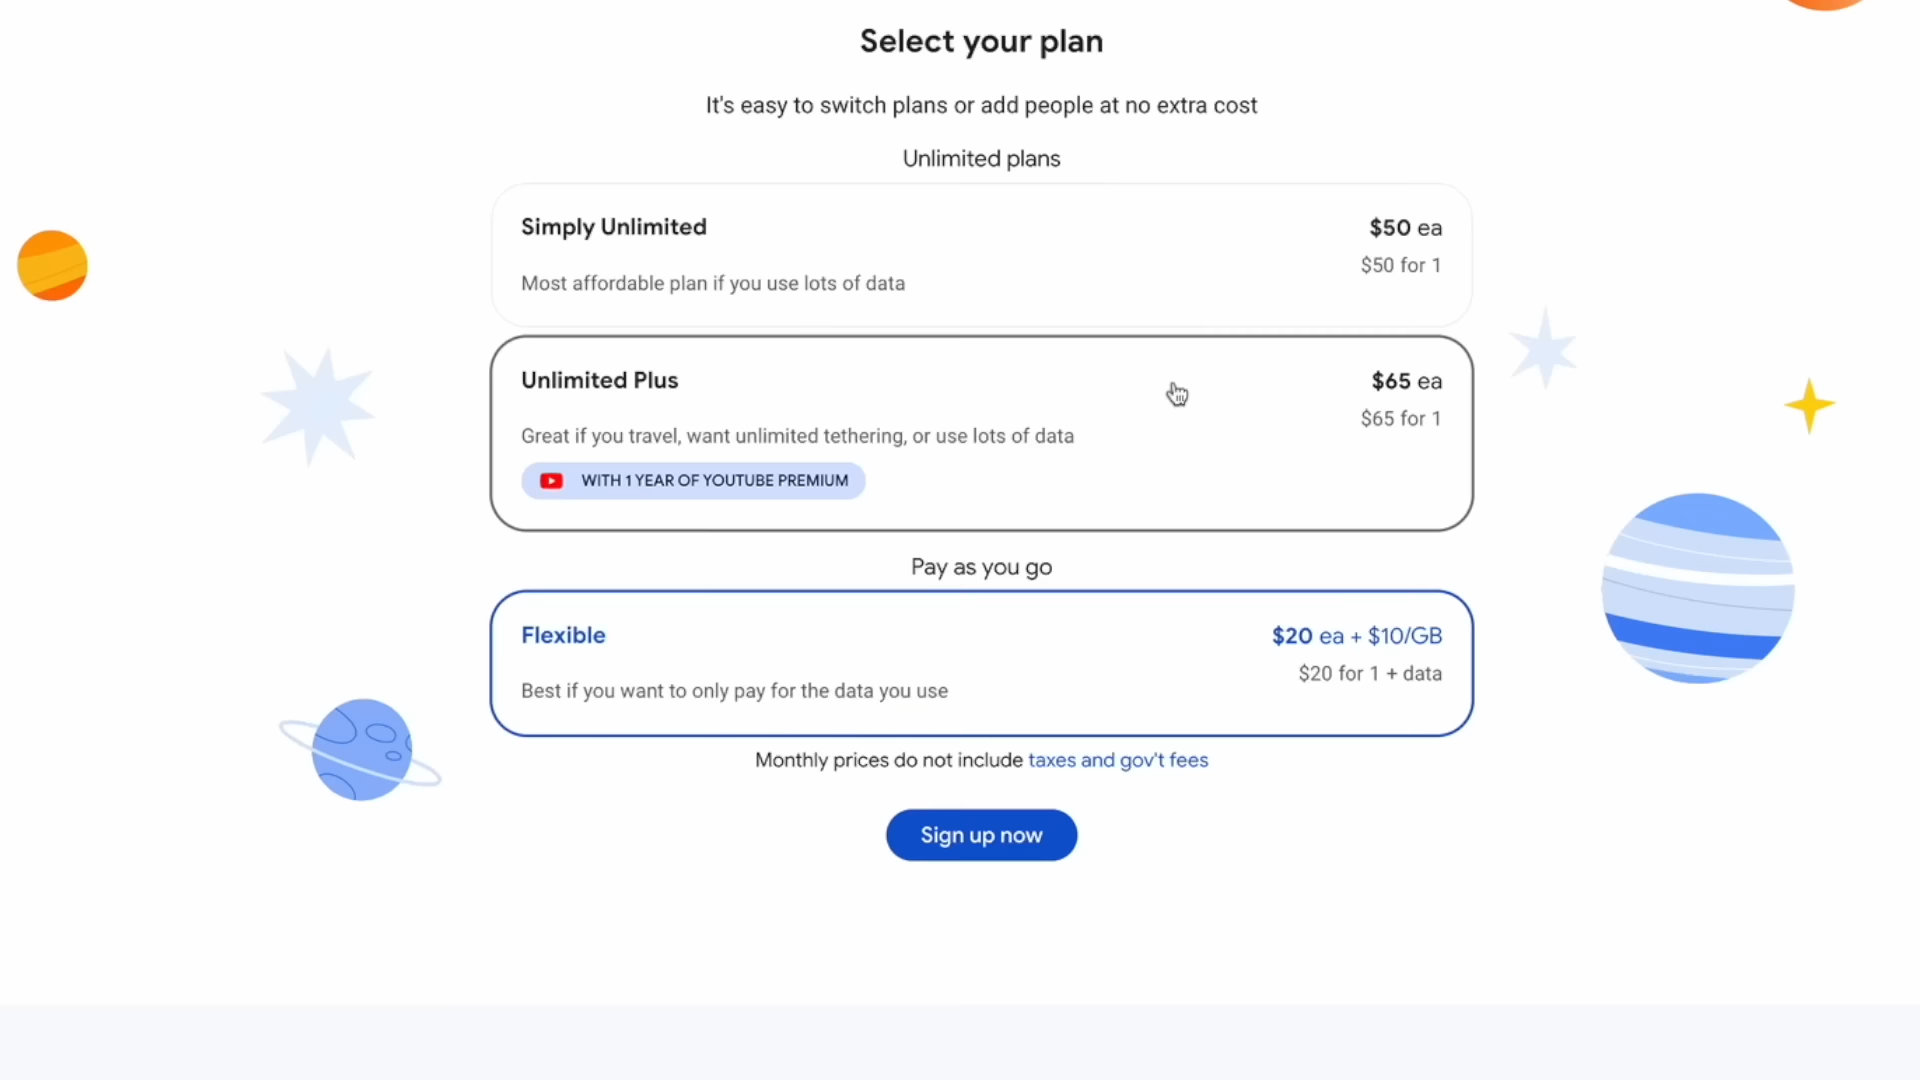 Select your plan
It's easy to switch plans or add people at no extra cost
Unlimited plans
Simply Unlimited
$50 ea
$50 for 1
Most affordable plan if you use lots of data
Unlimited Plus
$65 ea
$65 for 1
Great if you travel, want unlimited tethering, or use lots of data
WITH 1 YEAR OF YOUTUBE PREMIUM
Pay as you go
Flexible
$20 ea + $10/GB
$20 for 1 + data
Best if you want to only pay for the data you use
Monthly prices do not include taxes and gov't fees
Sign up now